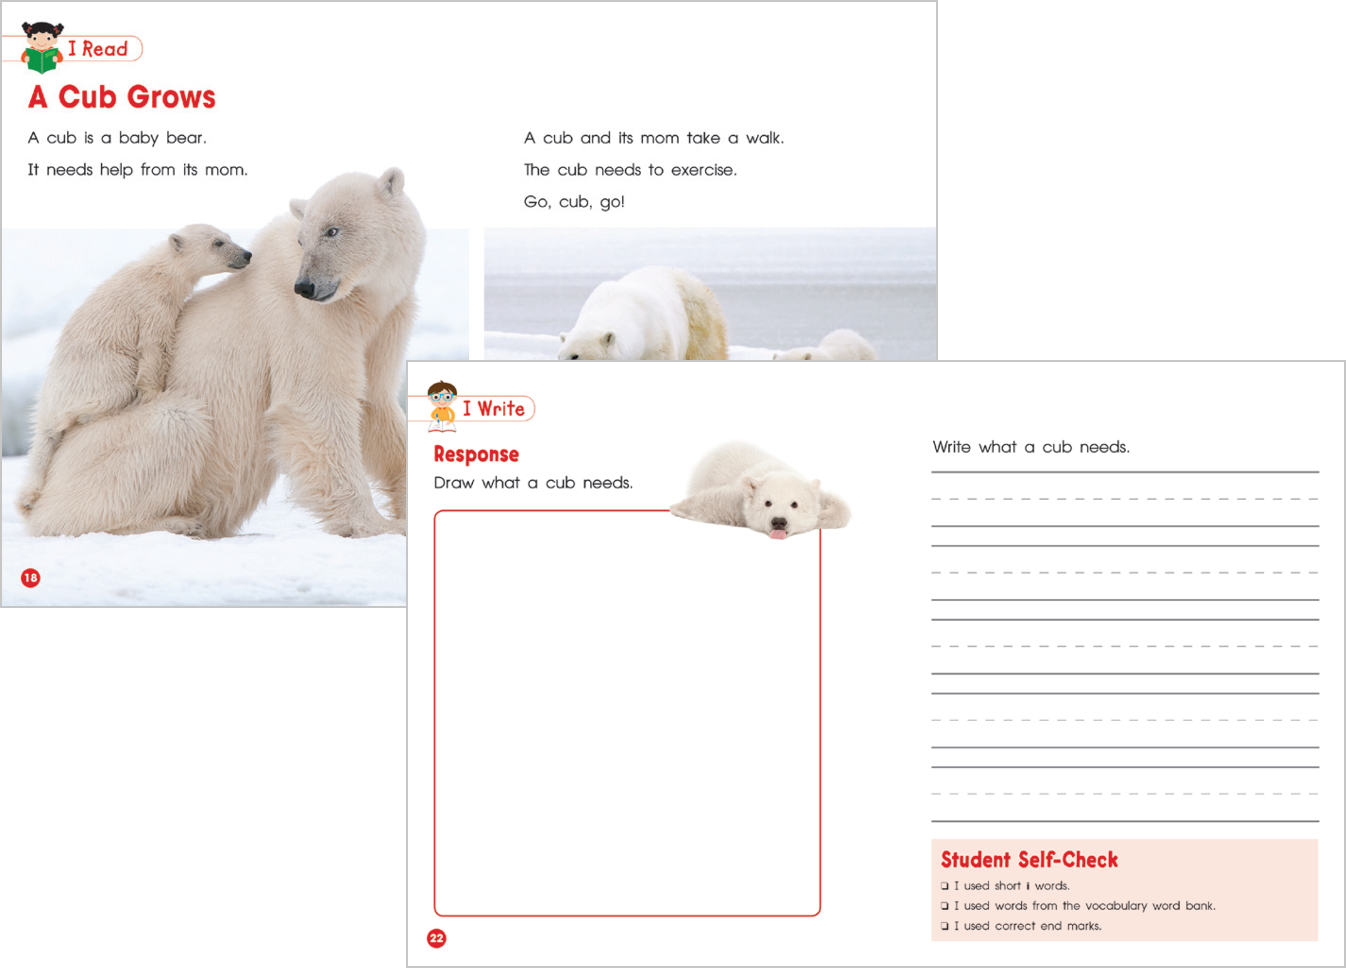 I Read
A Cub Grows
A cub is a baby bear.
It needs help from its mom.
A cub and its mom take a walk.
The cub needs to exercise.
Go, cub, go!
18
I Write
Response
Draw what a cub needs.
Write what a cub needs.
Student Self-Check
❏ I used short i words.
❏ I used words from the vocabulary word bank.
❏ I used correct end marks.
22